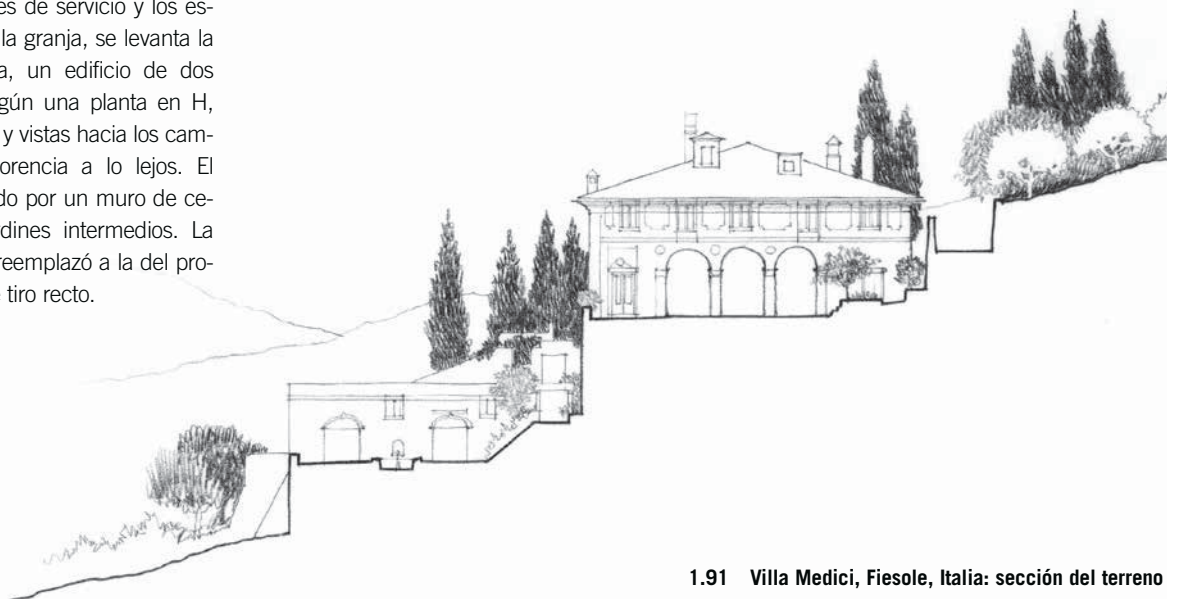 es de servicio y los es-
la granja, se levanta la
a, un edificio de dos
gún una planta en H,
y vistas hacia los cam-
orencia a lo lejos. El
do por un muro de ce-
rdines intermedios. La
reemplazó a la del pro-
e tiro recto.
1.91 Villa Medici, Fiesole, Italia: sección del terreno